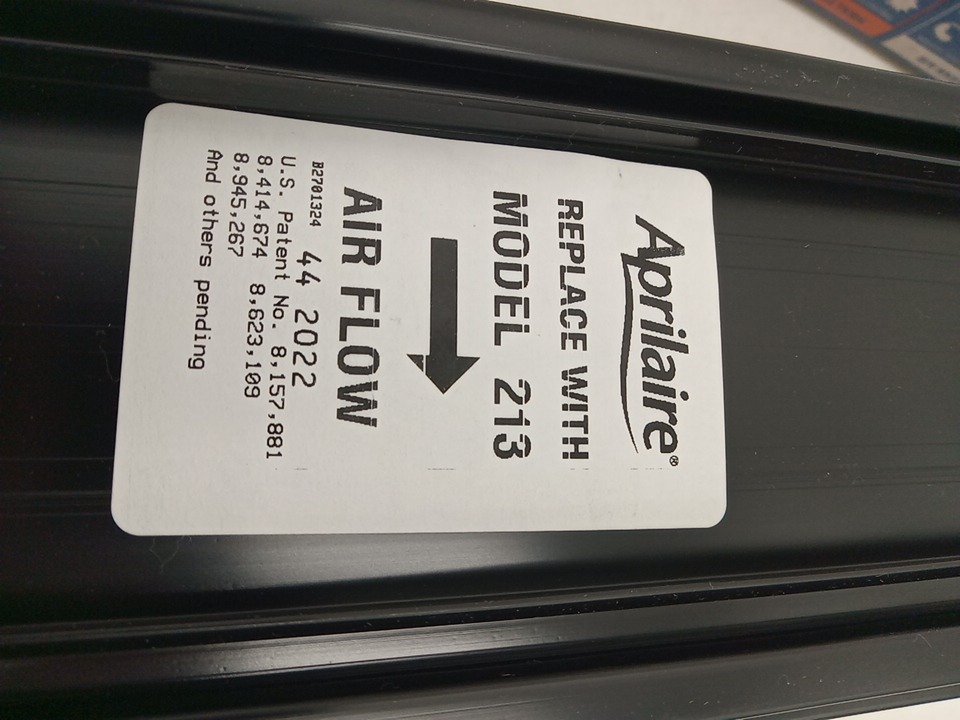 Aprilaire®
REPLACE WITH
MODEL 213
AIR FLOW
B2701324 44 2022
U.S. Patent No. 8,157,881
8,414,674 8,623,109
8,945,267
And others pending